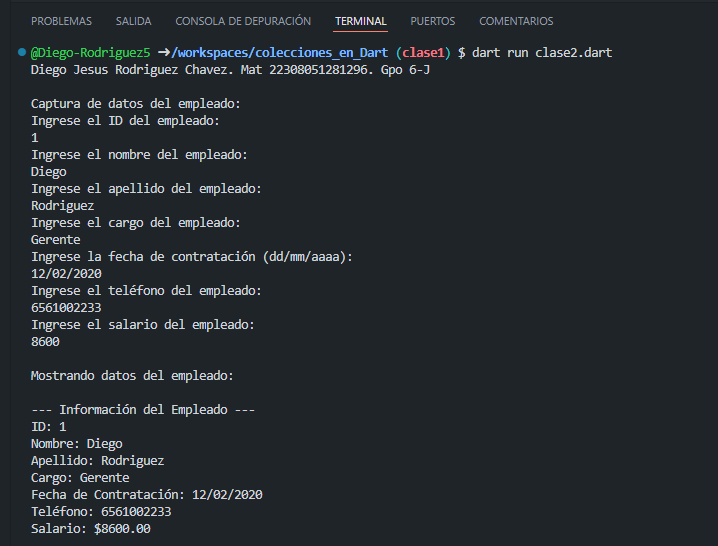 PROBLEMAS SALIDA CONSOLA DE DEPURACIÓN TERMINAL PUERTOS COMENTARIOS
@Diego-Rodriguez5 ➜/workspaces/colecciones_en_Dart (clase1) $ dart run clase2.dart
Diego Jesus Rodriguez Chavez. Mat 22308051281296. Gpo 6-J
Captura de datos del empleado:
Ingrese el ID del empleado:
1
Ingrese el nombre del empleado:
Diego
Ingrese el apellido del empleado:
Rodriguez
Ingrese el cargo del empleado:
Gerente
Ingrese la fecha de contratación (dd/mm/aaaa):
12/02/2020
Ingrese el teléfono del empleado:
6561002233
Ingrese el salario del empleado:
8600
Mostrando datos del empleado:
--- Información del Empleado ---
ID: 1
Nombre: Diego
Apellido: Rodriguez
Cargo: Gerente
Fecha de Contratación: 12/02/2020
Teléfono: 6561002233
Salario: $8600.00